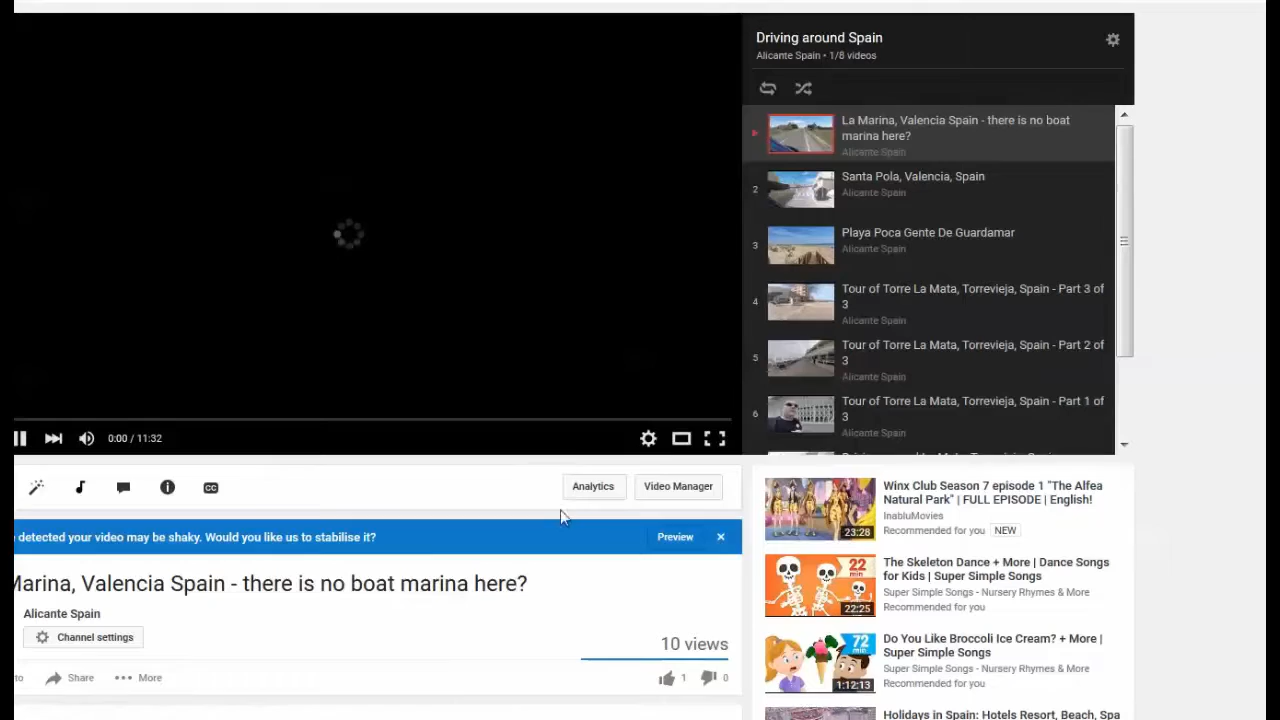 Driving around Spain
Alicante Spain • 1/8 videos
La Marina, Valencia Spain - there is no boat
marina here?
Alicante Spain
2
Santa Pola, Valencia, Spain
Alicante Spain
3
Playa Poca Gente De Guardamar
Alicante Spain
4
Tour of Torre La Mata, Torrevieja, Spain - Part 3 of
3
Alicante Spain
5
Tour of Torre La Mata, Torrevieja, Spain - Part 2 of
3
Alicante Spain
6
Tour of Torre La Mata, Torrevieja, Spain - Part 1 of
3
Alicante Spain
0:00 / 11:32
CC
Analytics
Video Manager
detected your video may be shaky. Would you like us to stabilise it?
Preview
Marina, Valencia Spain - there is no boat marina here?
Alicante Spain
Channel settings
10 views
to
Share
More
1
0
23:28
Winx Club Season 7 episode 1 "The Alfea
Natural Park" | FULL EPISODE | English!
InabluMovies
Recommended for you NEW
22
min
22:25
The Skeleton Dance + More | Dance Songs
for Kids | Super Simple Songs
Super Simple Songs - Nursery Rhymes & More
Recommended for you
72
min
1:12:13
Do You Like Broccoli Ice Cream? + More |
Super Simple Songs
Super Simple Songs - Nursery Rhymes & More
Recommended for you
Holidays in Spain: Hotels Resort, Beach, Spa